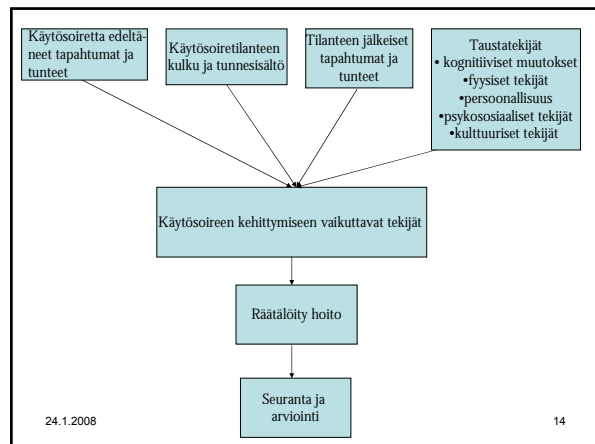 Käytösoiretta edeltä-
neet tapahtumat ja
tunteet
Käytösoiretilanteen
kulku ja tunnesisältö
Tilanteen jälkeiset
tapahtumat ja
tunteet
Taustatekijät
• kognitiiviset muutokset
•fyysiset tekijät
•persoonallisuus
•psykososiaaliset tekijät
•kulttuuriset tekijät
Käytösoireen kehittymiseen vaikuttavat tekijät
Räätälöity hoito
Seuranta ja
arviointi
24.1.2008
14